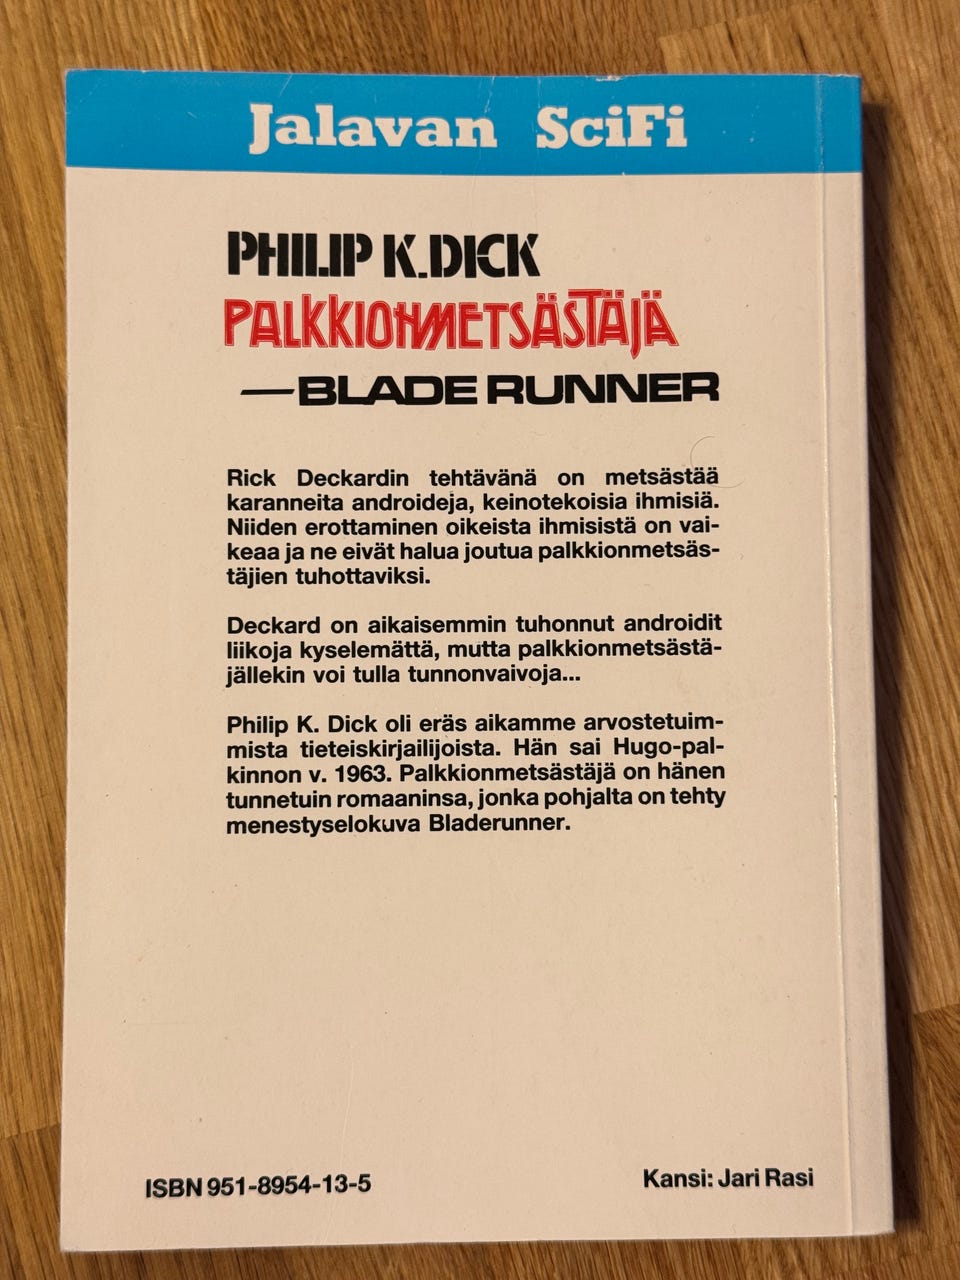 Jalavan SciFi
PHILIP K. DICK
PALKKIONMETSÄSTÄJÄ
—BLADE RUNNER
Rick Deckardin tehtävänä on metsästää
karanneita androideja, keinotekoisia ihmisiä.
Niiden erottaminen oikeista ihmisistä on vai-
keaa ja ne eivät halua joutua palkkionmetsäs-
täjien tuhottaviksi.
Deckard on aikaisemmin tuhonnut androidit
liikoja kyselemättä, mutta palkkionmetsästä-
jällekin voi tulla tunnonvaivoja...
Philip K. Dick oli eräs aikamme arvostetuim-
mista tieteiskirjailijoista. Hän sai Hugo-pal-
kinnon v. 1963. Palkkionmetsästäjä on hänen
tunnetuin romaaninsa, jonka pohjalta on tehty
menestyselokuva Bladerunner.
ISBN 951-8954-13-5
Kansi: Jari Rasi